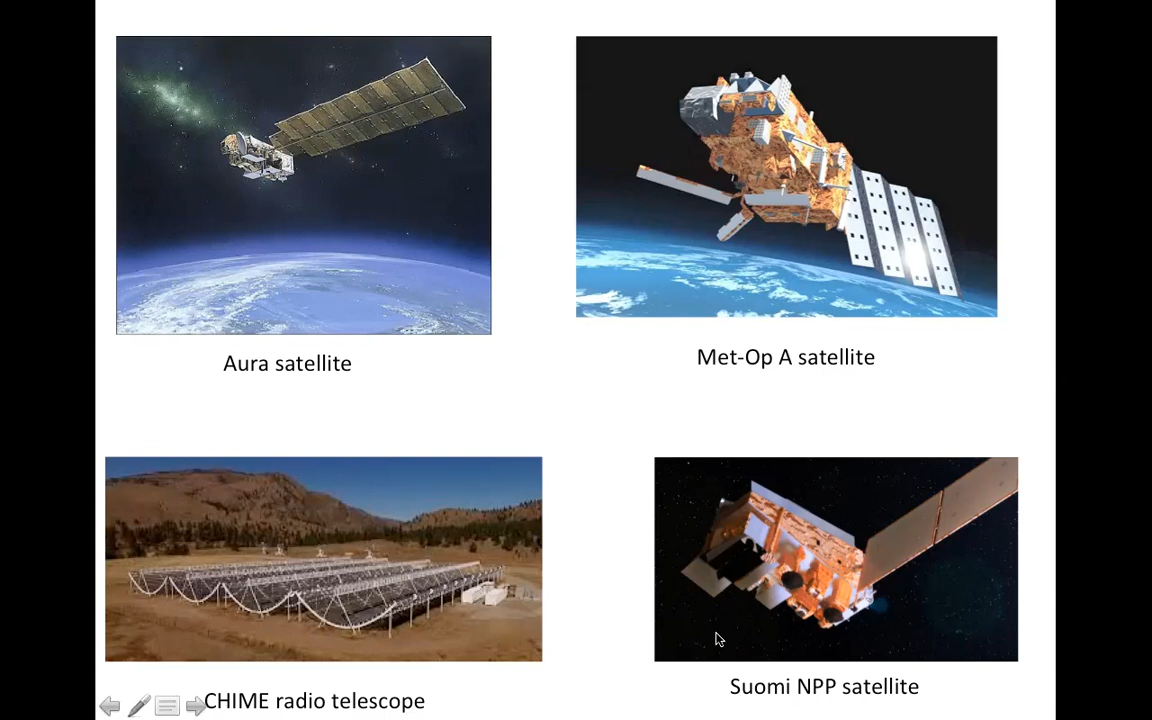 Aura satellite
Met-Op A satellite
CHIME radio telescope
Suomi NPP satellite